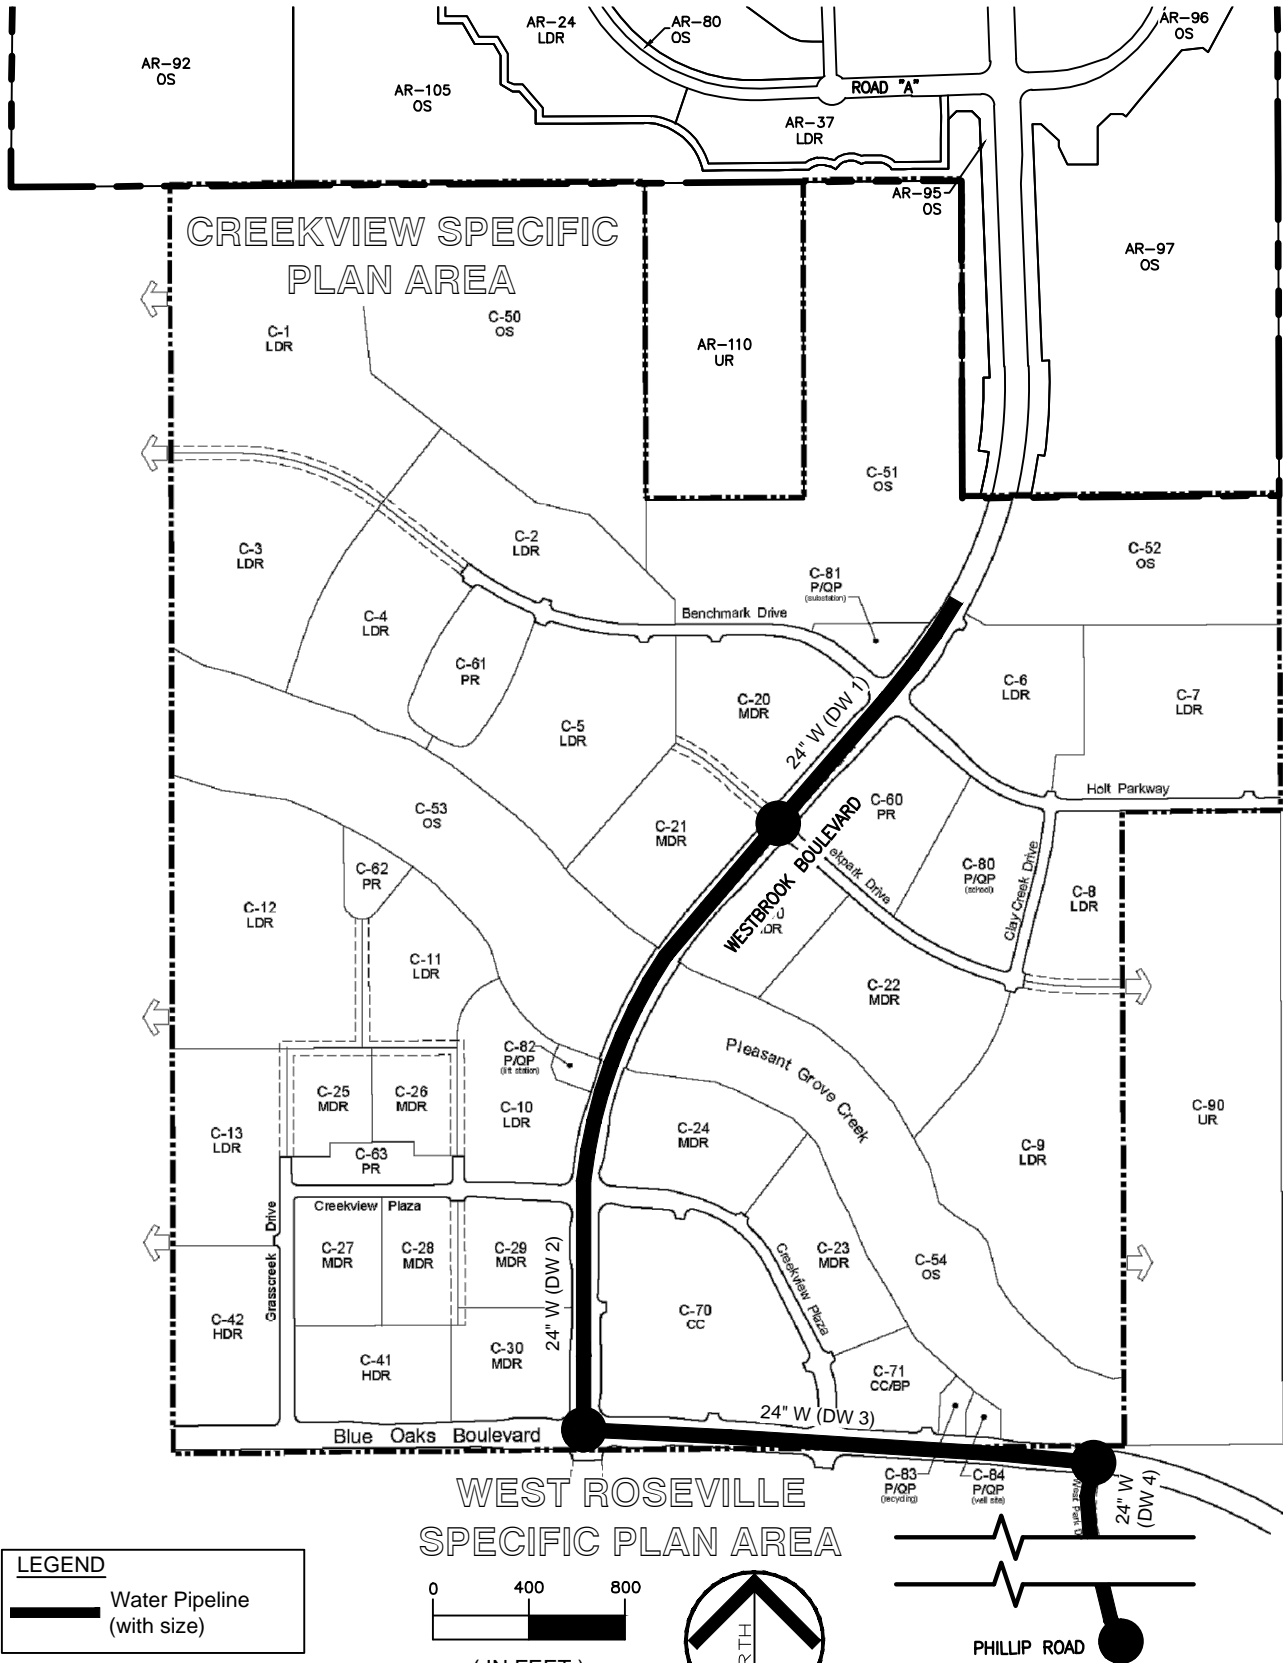 AR-92
OS
AR-105
OS
AR-24
LDR
AR-80
OS
AR-96
OS
ROAD "A"
AR-37
LDR
AR-95
OS
AR-97
OS
CREEKVIEW SPECIFIC
PLAN AREA
C-1
LDR
C-50
OS
AR-110
UR
C-51
OS
C-52
OS
C-3
LDR
C-2
LDR
C-81
P/QP
(substation)
Benchmark Drive
C-4
LDR
C-61
PR
C-20
MDR
24" W (DW 1)
C-6
LDR
C-7
LDR
C-5
LDR
Holt Parkway
C-53
OS
C-21
MDR
C-60
PR
WESTBROOK BOULEVARD
ekpark Drive
C-80
P/QP
(school)
Clay Creek Drive
C-8
LDR
C-62
PR
C-12
LDR
C-11
LDR
C-22
MDR
C-82
P/QP
(lift station)
Pleasant Grove Creek
C-25
MDR
C-26
MDR
C-10
LDR
C-24
MDR
C-90
UR
C-13
LDR
C-63
PR
C-9
LDR
Creekview Plaza
Grasscreek Drive
C-27
MDR
C-28
MDR
C-29
MDR
24" W (DW 2)
Creekview Plaza
C-23
MDR
C-54
OS
C-42
HDR
C-70
CC
C-41
HDR
C-30
MDR
C-71
CC/BP
24" W (DW 3)
Blue Oaks Boulevard
C-83
P/QP
(recycling)
C-84
P/QP
(well site)
24" W
(DW 4)
WEST ROSEVILLE
SPECIFIC PLAN AREA
LEGEND
Water Pipeline
(with size)
0 400 800
( IN FEET )
RTH
PHILLIP ROAD